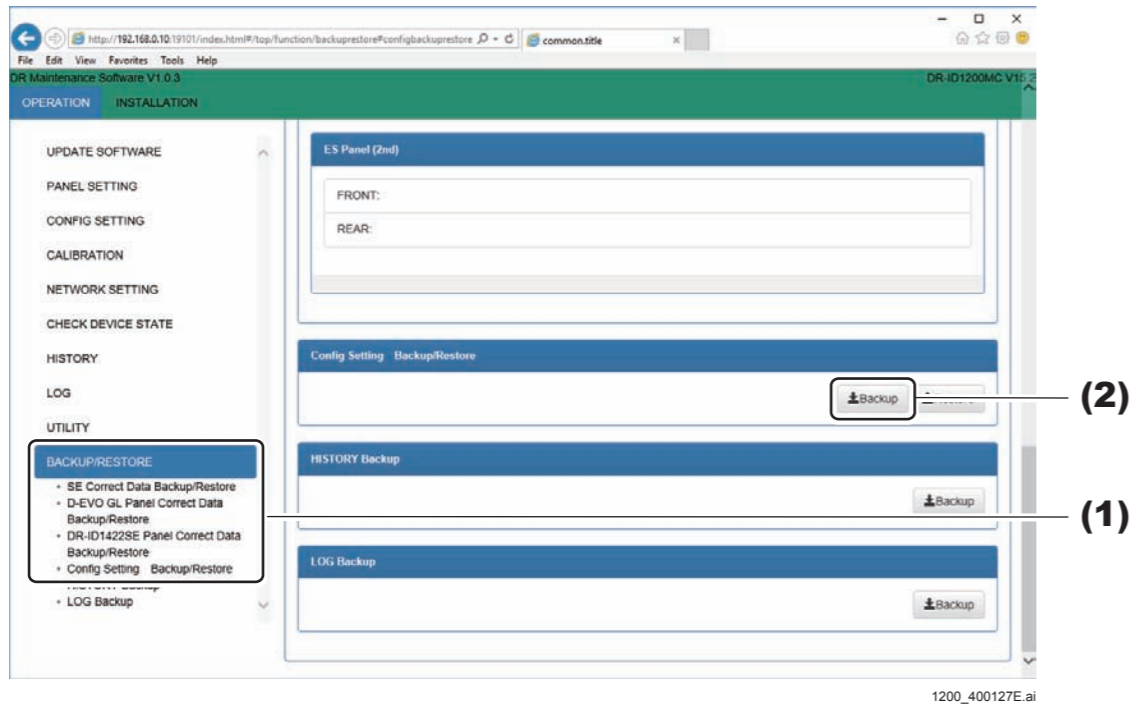 http://192.168.0.10:19101/index.html#/top/function/backuprestore#configbackuprestore
common.title
File Edit View Favorites Tools Help
DR Maintenance Software V1.0.3
DR-ID1200MC V15.2
OPERATION INSTALLATION
UPDATE SOFTWARE
PANEL SETTING
CONFIG SETTING
CALIBRATION
NETWORK SETTING
CHECK DEVICE STATE
HISTORY
LOG
UTILITY
BACKUP/RESTORE
• SE Correct Data Backup/Restore
• D-EVO GL Panel Correct Data
Backup/Restore
• DR-ID1422SE Panel Correct Data
Backup/Restore
• Config Setting Backup/Restore
• LOG Backup
ES Panel (2nd)
FRONT:
REAR:
Config Setting Backup/Restore
Backup
(2)
HISTORY Backup
Backup
(1)
LOG Backup
Backup
1200_400127E.ai